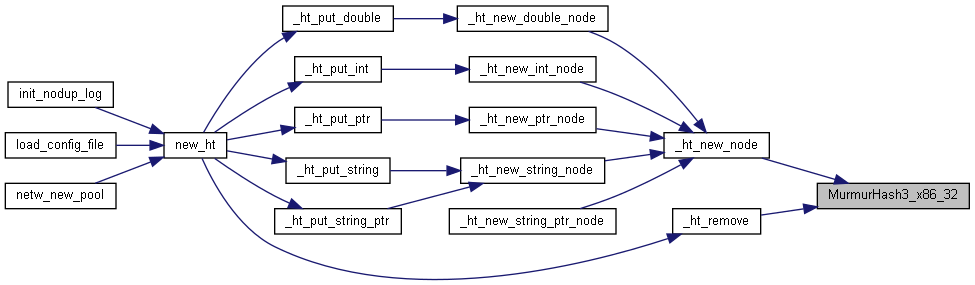 _ht_put_double
_ht_new_double_node
_ht_put_int
_ht_new_int_node
init_nodup_log
_ht_put_ptr
_ht_new_ptr_node
load_config_file
new_ht
_ht_new_node
_ht_put_string
_ht_new_string_node
netw_new_pool
MurmurHash3_x86_32
_ht_put_string_ptr
_ht_new_string_ptr_node
_ht_remove